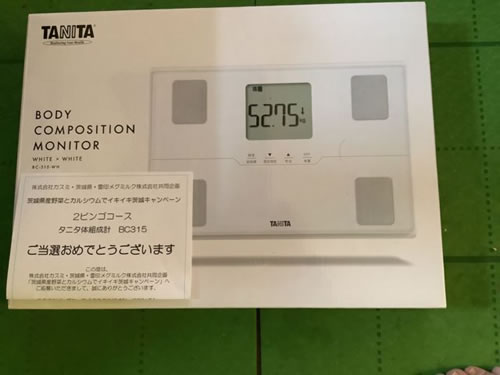 TANITA
BODY
COMPOSITION
MONITOR
WHITE × WHITE
BC-315-WH
52.75
kg
TANITA
株式会社カスミ・茨城県・雪印メグミルク株式会社共同企画
茨城県産野菜とカルシウムでイキイキ茨城キャンペーン
2ビンゴコース
タニタ体組成計 BC315
ご当選おめでとうございます
この度は、
株式会社カスミ・茨城県・雪印メグミルク株式会社共同企画
「茨城県産野菜とカルシウムでイキイキ茨城キャンペーン」へ
ご応募いただきまして、誠にありがとうございます。